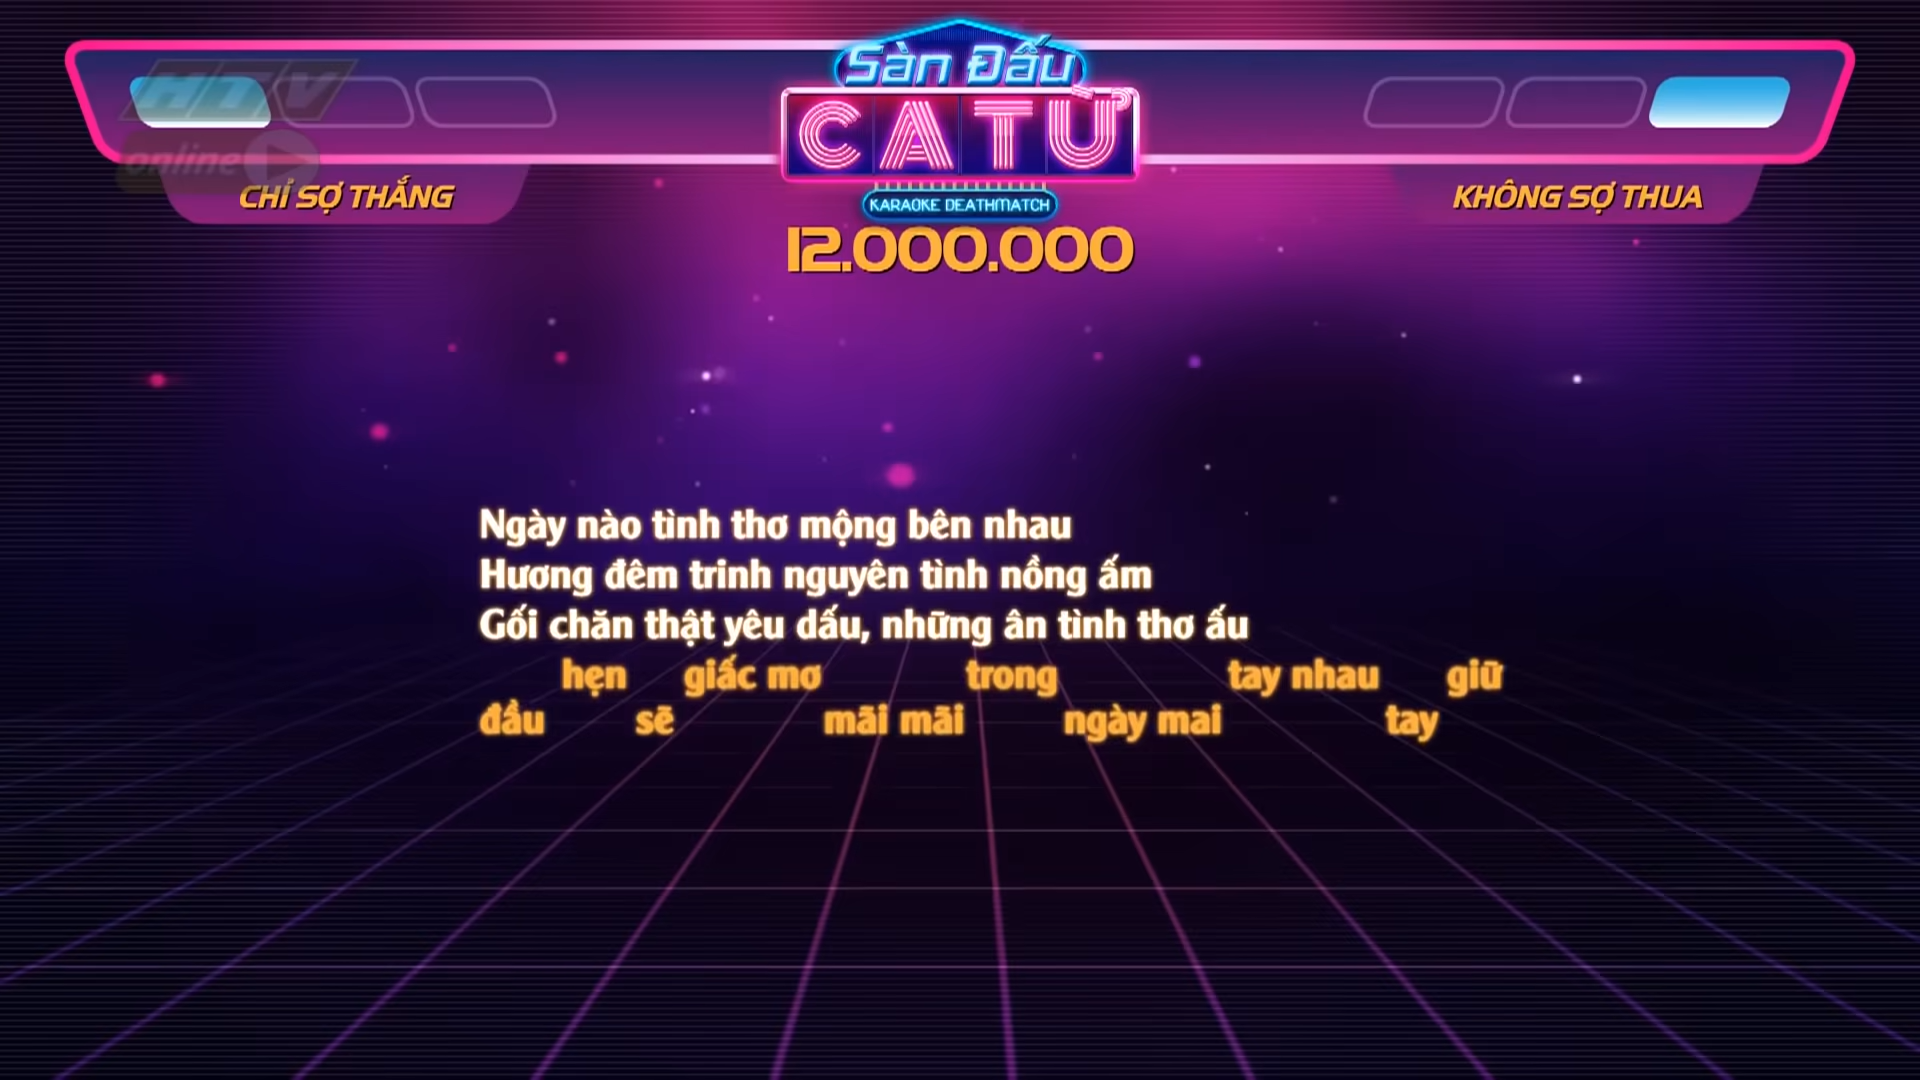 HTV
online
Sàn Đấu
CA TỪ
KARAOKE DEATHMATCH
CHỈ SỢ THẮNG
KHÔNG SỢ THUA
12.000.000
Ngày nào tình thơ mộng bên nhau
Hương đêm trinh nguyên tình nồng ấm
Gối chăn thật yêu dấu, những ân tình thơ ấu
hẹn giấc mơ trong tay nhau giữ
đầu sẽ mãi mãi ngày mai tay